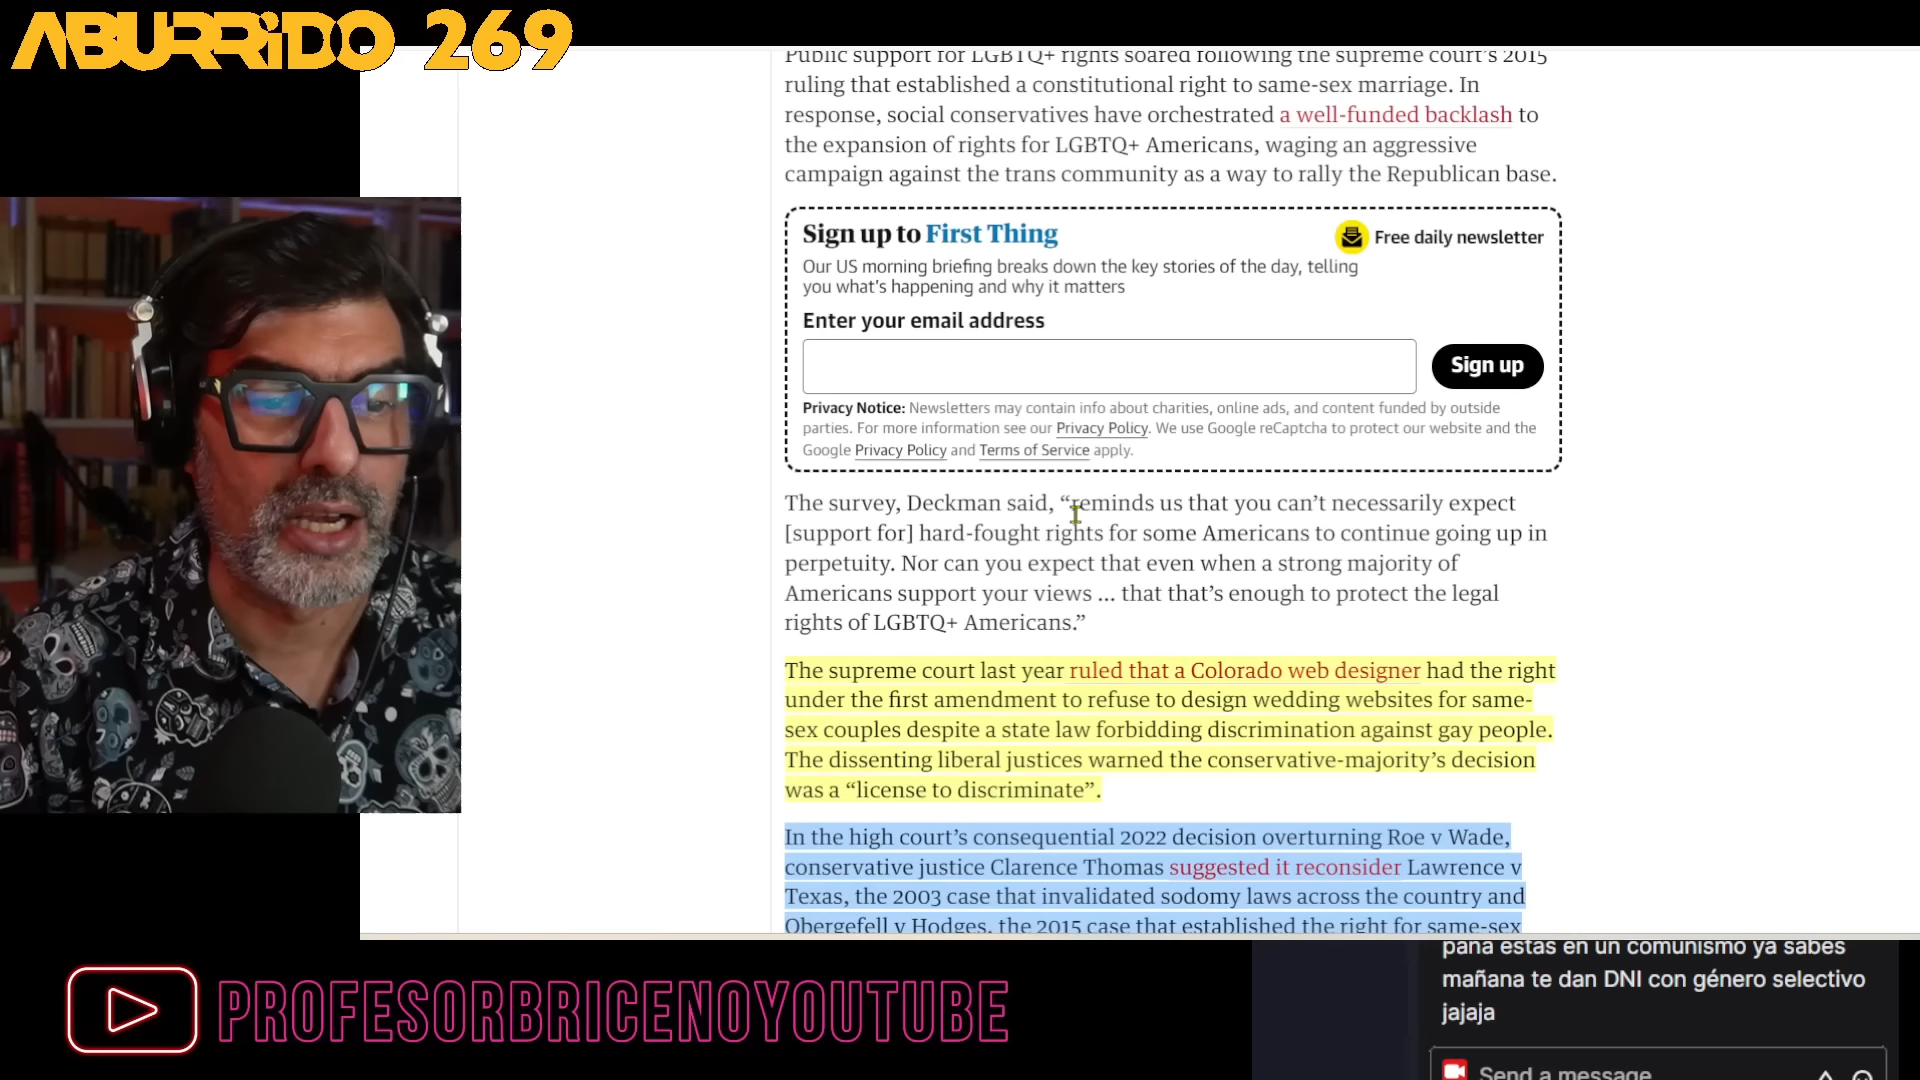 ABURRiDO 269
Public support for LGBTQ+ rights soared following the supreme court's 2015
ruling that established a constitutional right to same-sex marriage. In
response, social conservatives have orchestrated a well-funded backlash to
the expansion of rights for LGBTQ+ Americans, waging an aggressive
campaign against the trans community as a way to rally the Republican base.
Sign up to First Thing
Free daily newsletter
Our US morning briefing breaks down the key stories of the day, telling
you what's happening and why it matters
Enter your email address
Sign up
Privacy Notice: Newsletters may contain info about charities, online ads, and content funded by outside
parties. For more information see our Privacy Policy. We use Google reCaptcha to protect our website and the
Google Privacy Policy and Terms of Service apply.
The survey, Deckman said, “reminds us that you can’t necessarily expect
[support for] hard-fought rights for some Americans to continue going up in
perpetuity. Nor can you expect that even when a strong majority of
Americans support your views ... that that’s enough to protect the legal
rights of LGBTQ+ Americans.”
The supreme court last year ruled that a Colorado web designer had the right
under the first amendment to refuse to design wedding websites for same-
sex couples despite a state law forbidding discrimination against gay people.
The dissenting liberal justices warned the conservative-majority’s decision
was a “license to discriminate”.
In the high court’s consequential 2022 decision overturning Roe v Wade,
conservative justice Clarence Thomas suggested it reconsider Lawrence v
Texas, the 2003 case that invalidated sodomy laws across the country and
Obergefell v Hodges, the 2015 case that established the right for same-sex
pana estas en un comunismo ya sabes
mañana te dan DNI con género selectivo
jajaja
Send a message
PROFESORBRICENOYOUTUBE